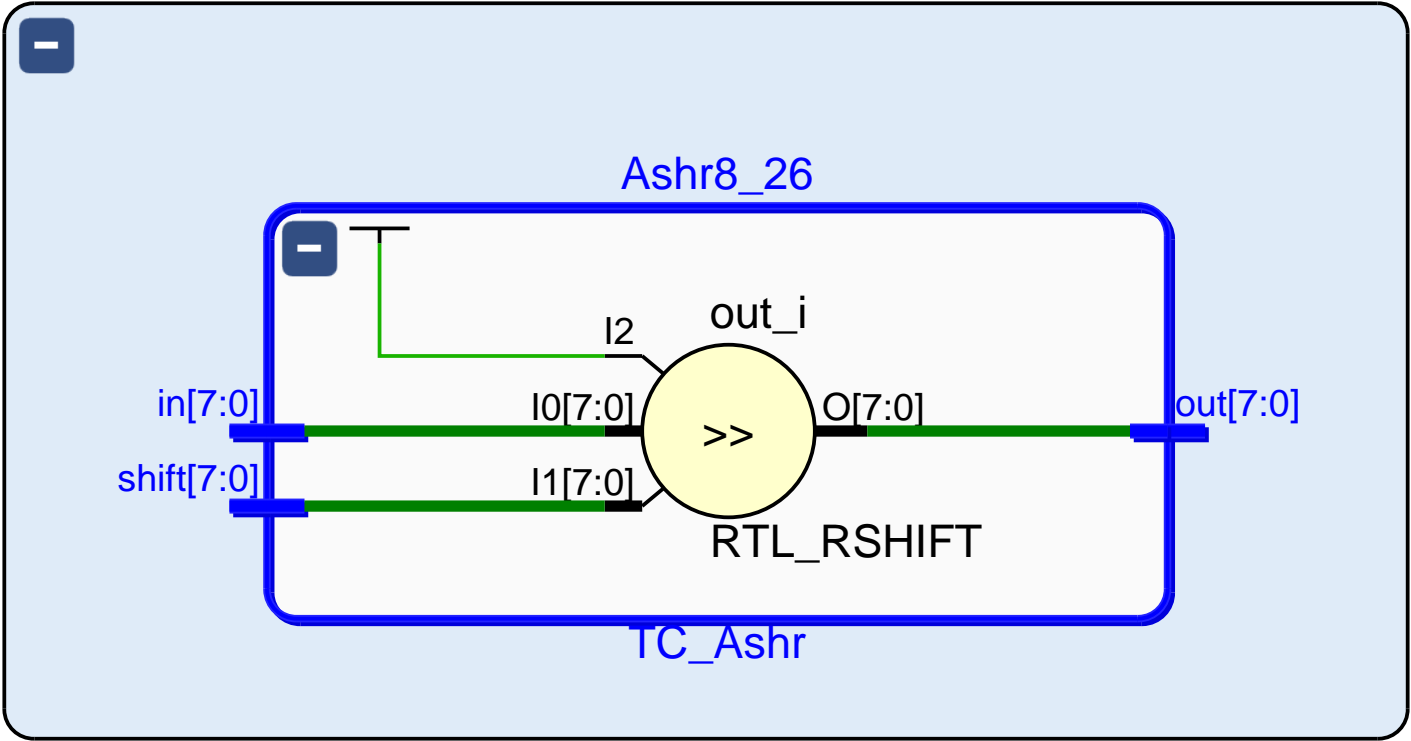 Ashr8_26
out_i
I2
in[7:0]
I0[7:0]
O[7:0]
out[7:0]
>>
shift[7:0]
I1[7:0]
RTL_RSHIFT
TC_Ashr